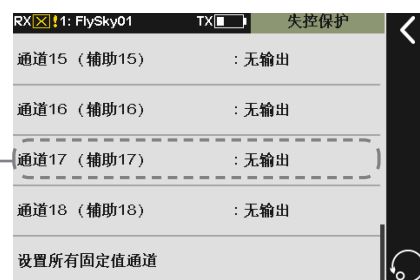 RX !1: FlySky01 TX 失控保护
通道15（辅助15） : 无输出
通道16（辅助16） : 无输出
通道17（辅助17） : 无输出
通道18（辅助18） : 无输出
设置所有固定值通道